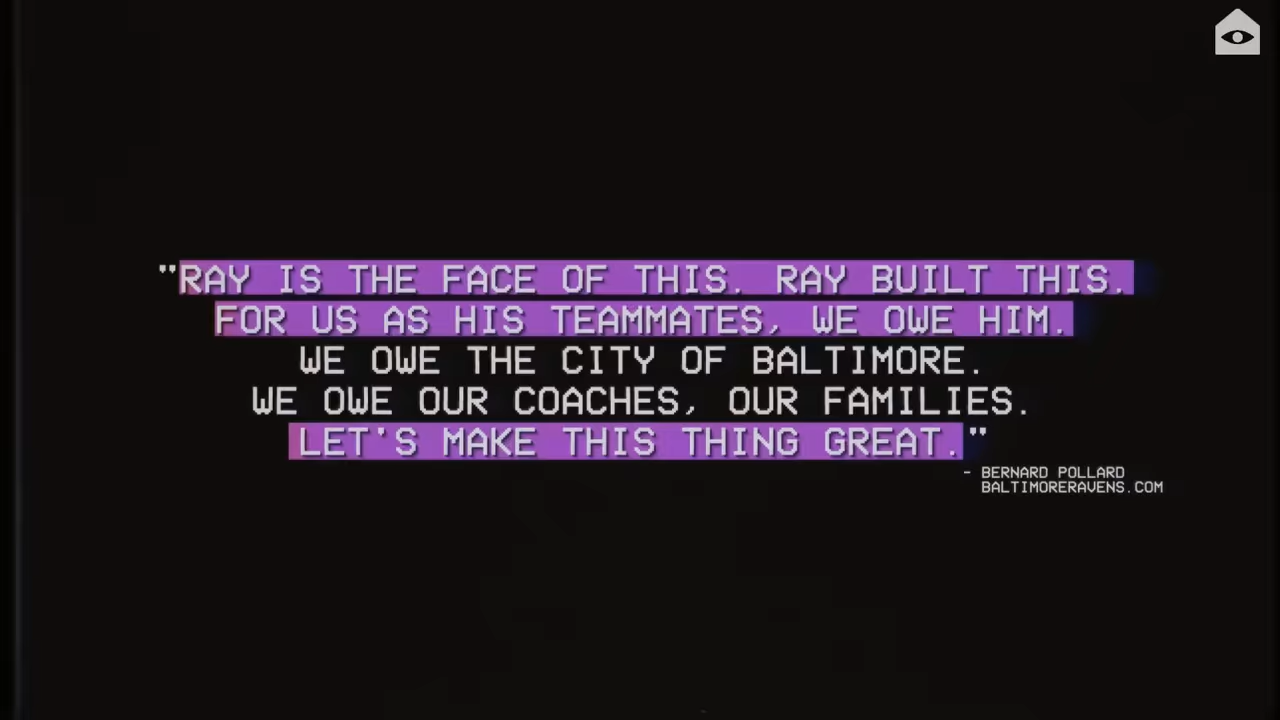 "RAY IS THE FACE OF THIS. RAY BUILT THIS.
FOR US AS HIS TEAMMATES, WE OWE HIM.
WE OWE THE CITY OF BALTIMORE.
WE OWE OUR COACHES, OUR FAMILIES.
LET'S MAKE THIS THING GREAT."
- BERNARD POLLARD
BALTIMORERAVENS.COM